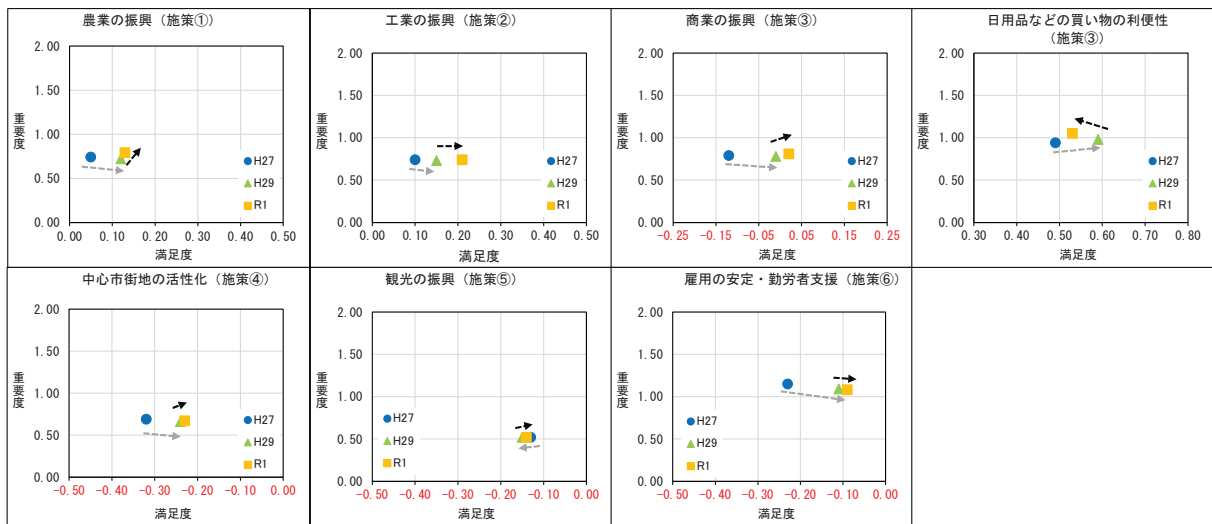 農業の振興（施策①）
2.00
1.50
1.00
0.50
0.00
重要度
0.00 0.10 0.20 0.30 0.40 0.50
満足度
H27
H29
R1
工業の振興（施策②）
2.00
1.50
1.00
0.50
0.00
重要度
0.00 0.10 0.20 0.30 0.40 0.50
満足度
H27
H29
R1
商業の振興（施策③）
2.00
1.50
1.00
0.50
0.00
重要度
-0.25 -0.15 -0.05 0.05 0.15 0.25
満足度
H27
H29
R1
日用品などの買い物の利便性
（施策③）
2.00
1.50
1.00
0.50
0.00
重要度
0.30 0.40 0.50 0.60 0.70 0.80
満足度
H27
H29
R1
中心市街地の活性化（施策④）
2.00
1.50
1.00
0.50
0.00
重要度
-0.50 -0.40 -0.30 -0.20 -0.10 0.00
満足度
H27
H29
R1
観光の振興（施策⑤）
2.00
1.50
1.00
0.50
0.00
重要度
-0.50 -0.40 -0.30 -0.20 -0.10 0.00
満足度
H27
H29
R1
雇用の安定・勤労者支援（施策⑥）
2.00
1.50
1.00
0.50
0.00
重要度
-0.50 -0.40 -0.30 -0.20 -0.10 0.00
満足度
H27
H29
R1